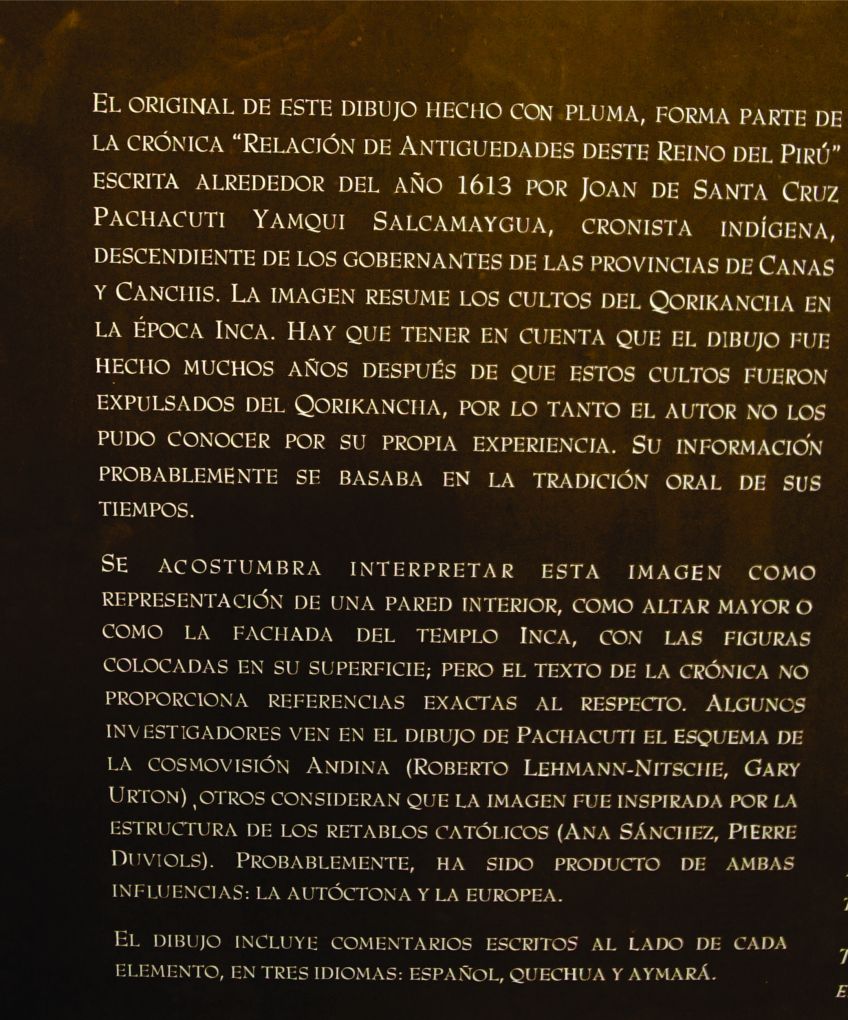 El original de este dibujo hecho con pluma, forma parte de
la crónica “Relación de Antiguedades deste Reino del Pirú”
escrita alrededor del año 1613 por Joan de Santa Cruz
Pachacuti Yamqui Salcamaygua, cronista indígena,
descendiente de los gobernantes de las provincias de Canas
y Canchis. La imagen resume los cultos del Qorikancha en
la época Inca. Hay que tener en cuenta que el dibujo fue
hecho muchos años después de que estos cultos fueron
expulsados del Qorikancha, por lo tanto el autor no los
pudo conocer por su propia experiencia. Su información
probablemente se basaba en la tradición oral de sus
tiempos.
Se acostumbra interpretar esta imagen como
representación de una pared interior, como altar mayor o
como la fachada del templo Inca, con las figuras
colocadas en su superficie; pero el texto de la crónica no
proporciona referencias exactas al respecto. Algunos
investigadores ven en el dibujo de Pachacuti el esquema de
la cosmovisión Andina (Roberto Lehmann-Nitsche, Gary
Urton) ,otros consideran que la imagen fue inspirada por la
estructura de los retablos católicos (Ana Sánchez, Pierre
Duviols). Probablemente, ha sido producto de ambas
influencias: la autóctona y la europea.
El dibujo incluye comentarios escritos al lado de cada
elemento, en tres idiomas: español, quechua y aymará.